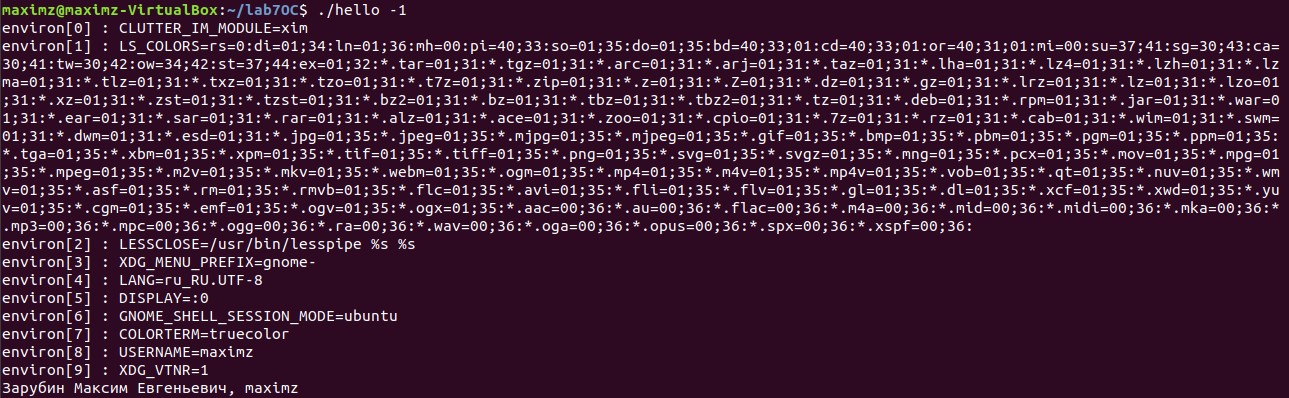 maximz@maximz-VirtualBox:~/lab7OC$ ./hello -1
environ[0] : CLUTTER_IM_MODULE=xim
environ[1] : LS_COLORS=rs=0:di=01;34:ln=01;36:mh=00:pi=40;33:so=01;35:do=01;35:bd=40;33;01:cd=40;33;01:or=40;31;01:mi=00:su=37;41:sg=30;43:ca=
30;41:tw=30;42:ow=34;42:st=37;44:ex=01;32:*.tar=01;31:*.tgz=01;31:*.arc=01;31:*.arj=01;31:*.taz=01;31:*.lha=01;31:*.lz4=01;31:*.lzh=01;31:*.lz
ma=01;31:*.tlz=01;31:*.txz=01;31:*.tzo=01;31:*.t7z=01;31:*.zip=01;31:*.z=01;31:*.Z=01;31:*.dz=01;31:*.gz=01;31:*.lrz=01;31:*.lz=01;31:*.lzo=01
;31:*.xz=01;31:*.zst=01;31:*.tzst=01;31:*.bz2=01;31:*.bz=01;31:*.tbz=01;31:*.tbz2=01;31:*.tz=01;31:*.deb=01;31:*.rpm=01;31:*.jar=01;31:*.war=0
1;31:*.ear=01;31:*.sar=01;31:*.rar=01;31:*.alz=01;31:*.ace=01;31:*.zoo=01;31:*.cpio=01;31:*.7z=01;31:*.rz=01;31:*.cab=01;31:*.wim=01;31:*.swm=
01;31:*.dwm=01;31:*.esd=01;31:*.jpg=01;35:*.jpeg=01;35:*.mjpg=01;35:*.mjpeg=01;35:*.gif=01;35:*.bmp=01;35:*.pbm=01;35:*.pgm=01;35:*.ppm=01;35:
*.tga=01;35:*.xbm=01;35:*.xpm=01;35:*.tif=01;35:*.tiff=01;35:*.png=01;35:*.svg=01;35:*.svgz=01;35:*.mng=01;35:*.pcx=01;35:*.mov=01;35:*.mpg=01
;35:*.mpeg=01;35:*.m2v=01;35:*.mkv=01;35:*.webm=01;35:*.ogm=01;35:*.mp4=01;35:*.m4v=01;35:*.mp4v=01;35:*.vob=01;35:*.qt=01;35:*.nuv=01;35:*.wm
v=01;35:*.asf=01;35:*.rm=01;35:*.rmvb=01;35:*.flc=01;35:*.avi=01;35:*.fli=01;35:*.flv=01;35:*.gl=01;35:*.dl=01;35:*.xcf=01;35:*.xwd=01;35:*.yu
v=01;35:*.cgm=01;35:*.emf=01;35:*.ogv=01;35:*.ogx=01;35:*.aac=00;36:*.au=00;36:*.flac=00;36:*.m4a=00;36:*.mid=00;36:*.midi=00;36:*.mka=00;36:*
.mp3=00;36:*.mpc=00;36:*.ogg=00;36:*.ra=00;36:*.wav=00;36:*.oga=00;36:*.opus=00;36:*.spx=00;36:*.xspf=00;36:
environ[2] : LESSCLOSE=/usr/bin/lesspipe %s %s
environ[3] : XDG_MENU_PREFIX=gnome-
environ[4] : LANG=ru_RU.UTF-8
environ[5] : DISPLAY=:0
environ[6] : GNOME_SHELL_SESSION_MODE=ubuntu
environ[7] : COLORTERM=truecolor
environ[8] : USERNAME=maximz
environ[9] : XDG_VTNR=1
Зарубин Максим Евгеньевич, maximz